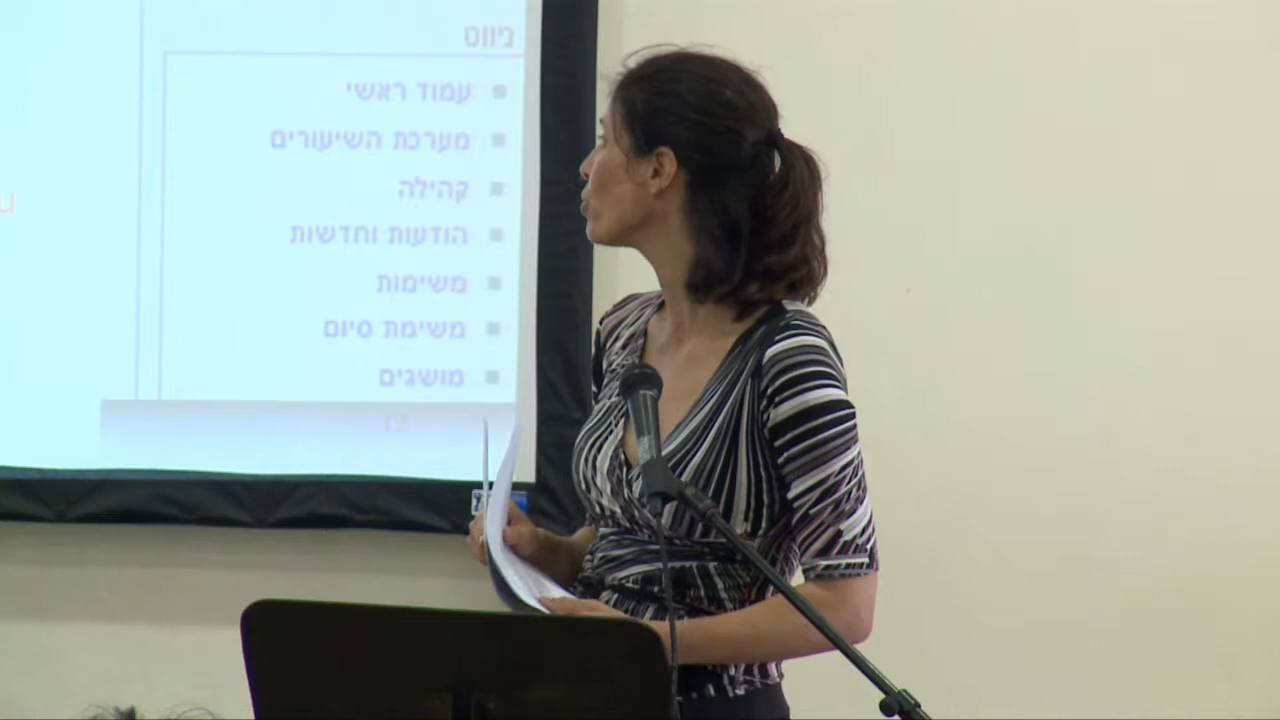 ניווט
עמוד ראשי
מערכת השיעורים
קהילה
הודעות וחדשות
משימות
משימת סיום
מושגים
u